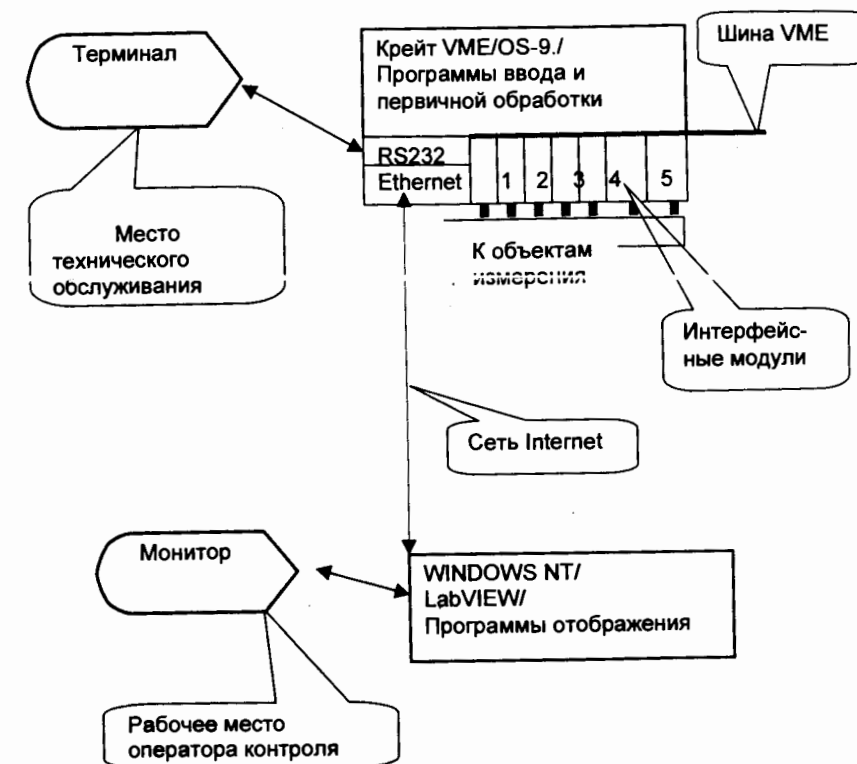 Терминал
Крейт VME/OS-9./
Программы ввода и
первичной обработки
Шина VME
RS232
Ethernet
1 2 3 4 5
Место
технического
обслуживания
К объектам
измерения
Интерфейс-
ные модули
Сеть Internet
Монитор
WINDOWS NT/
LabVIEW/
Программы отображения
Рабочее место
оператора контроля